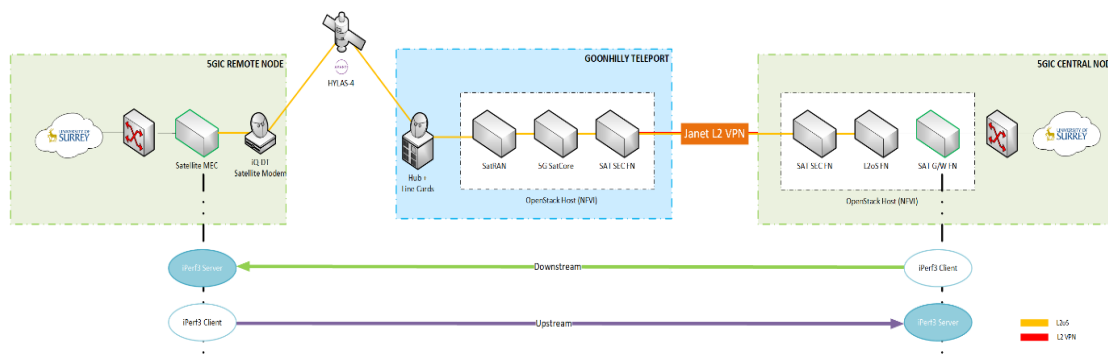 5GIC REMOTE NODE
HYLAS-4
GOONHILLY TELEPORT
5GIC CENTRAL NODE
UNIVERSITY OF
SURREY
Satellite MEC
iQ DT
Satellite Modem
Hub +
Line Cards
SatRAN
5G SatCore
SAT SEC FN
OpenStack Host (NFVI)
Janet L2 VPN
SAT SEC FN
L2oS FN
SAT G/W FN
OpenStack Host (NFVI)
UNIVERSITY OF
SURREY
iPerf3 Server
Downstream
iPerf3 Client
iPerf3 Client
Upstream
iPerf3 Server
L2oS
L2 VPN